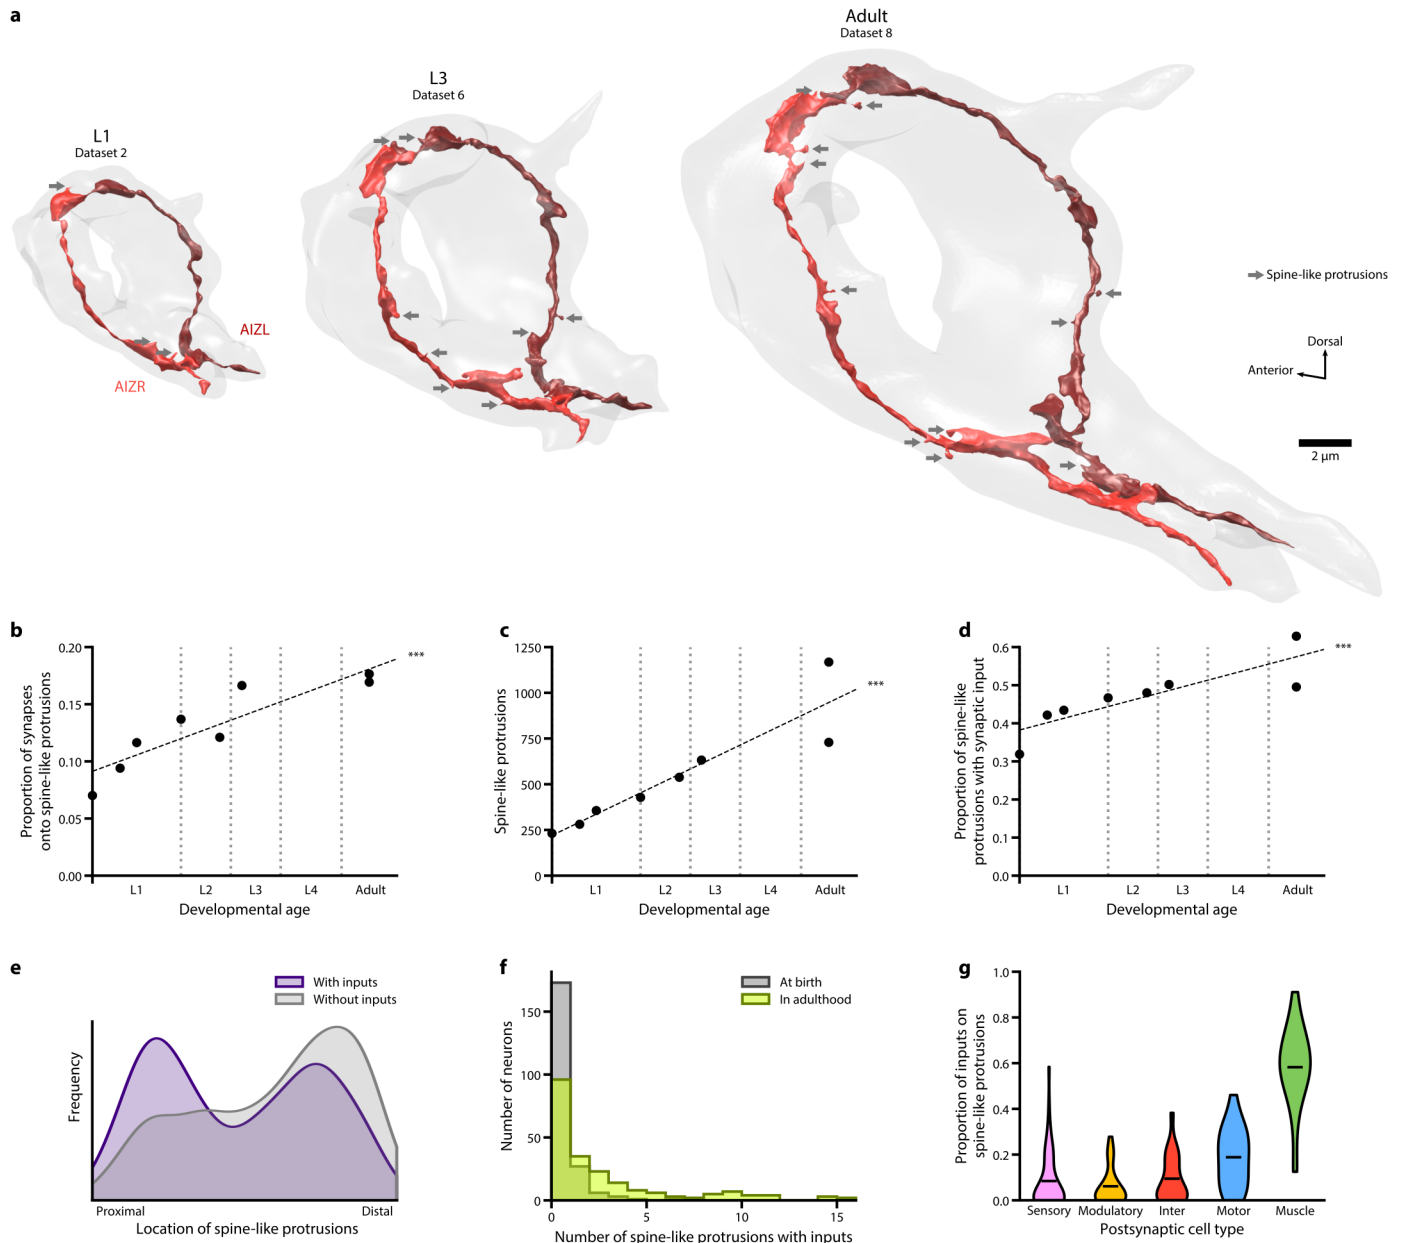 a
Adult
Dataset 8
L3
Dataset 6
L1
Dataset 2
AIZL
AIZR
Spine-like protrusions
Dorsal
Anterior
2 μm
b
Proportion of synapses
onto spine-like protrusions
0.20
0.15
0.10
0.05
0.00
***
L1
L2
L3
L4
Adult
Developmental age
c
Spine-like protrusions
1250
1000
750
500
250
0
***
L1
L2
L3
L4
Adult
Developmental age
d
Proportion of spine-like
protrusions with synaptic input
0.6
0.5
0.4
0.3
0.2
0.1
0.0
***
L1
L2
L3
L4
Adult
Developmental age
e
With inputs
Without inputs
Frequency
Proximal
Distal
Location of spine-like protrusions
f
At birth
In adulthood
Number of neurons
150
100
50
0
0
5
10
15
Number of spine-like protrusions with inputs
g
Proportion of inputs on
spine-like protrusions
1.0
0.8
0.6
0.4
0.2
0.0
Sensory
Modulatory
Inter
Motor
Muscle
Postsynaptic cell type